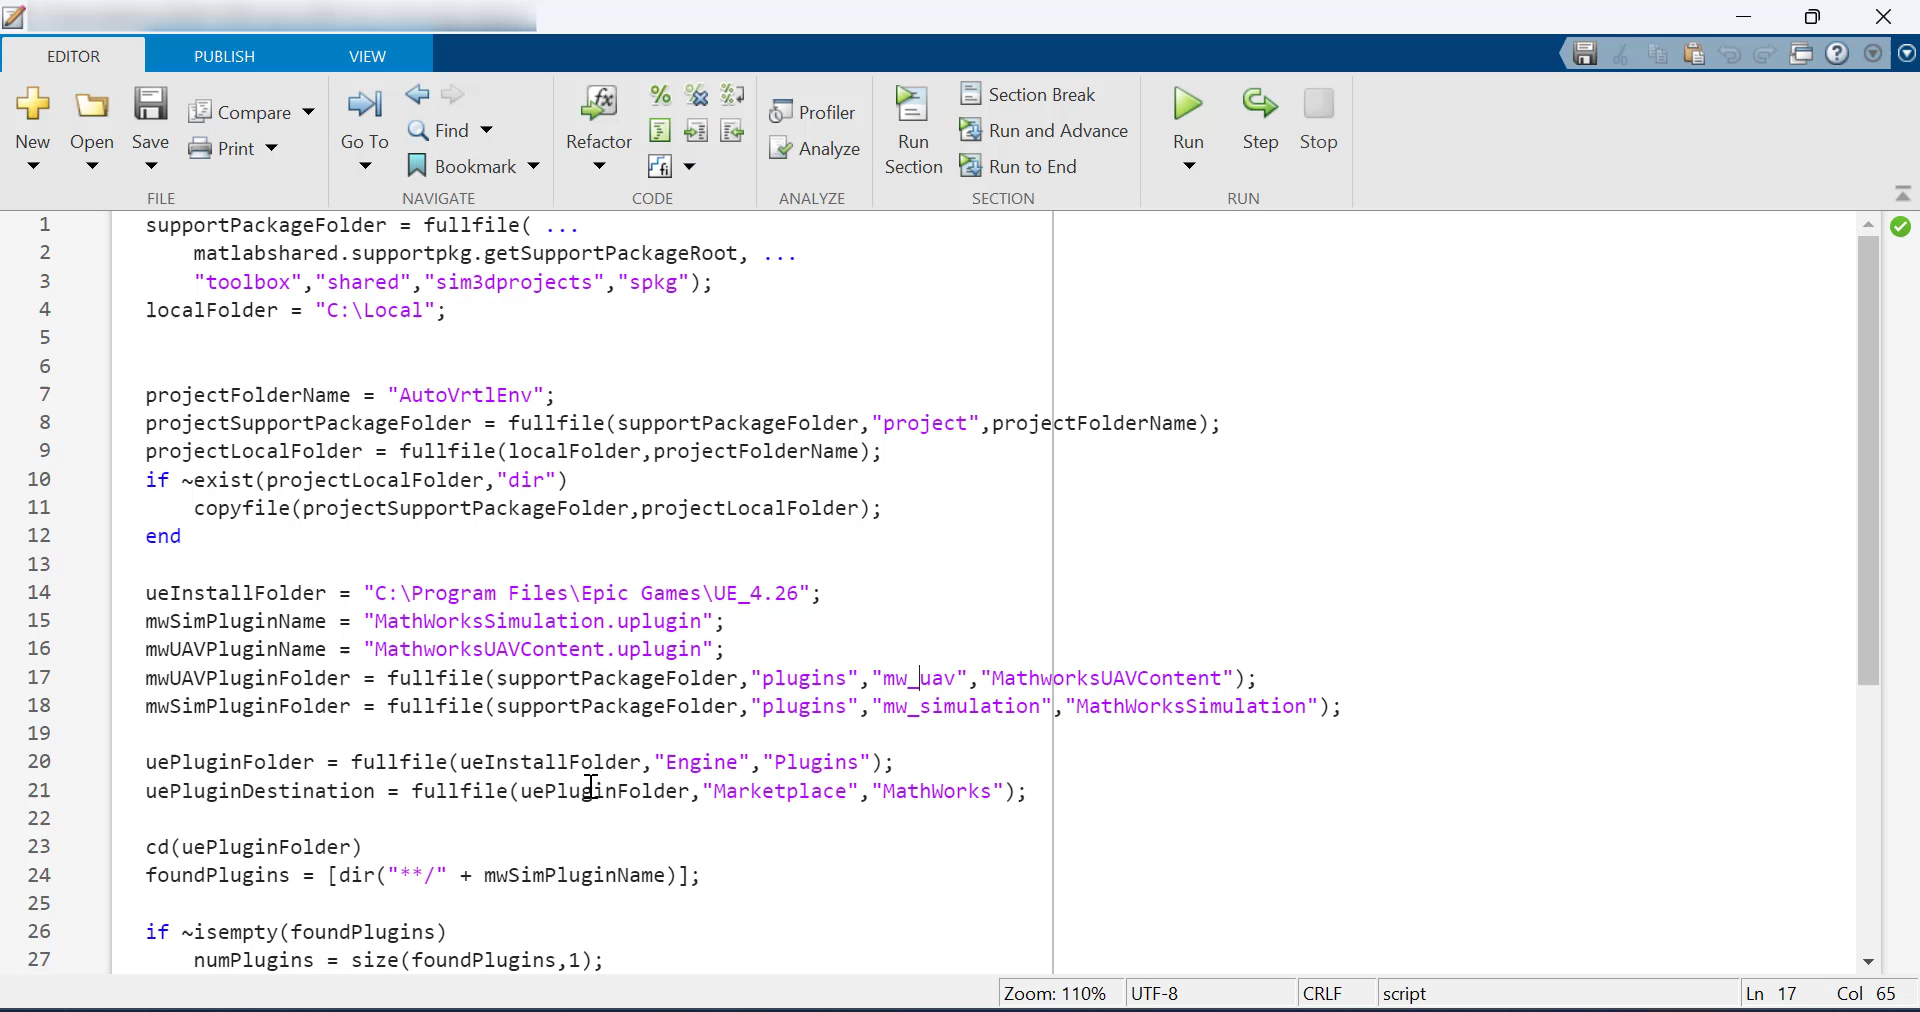 EDITOR PUBLISH VIEW
New Open Save Compare Print Go To Find Bookmark Refactor Profiler Analyze Run Section Section Break Run and Advance Run to End Run Step Stop
FILE NAVIGATE CODE ANALYZE SECTION RUN
1 supportPackageFolder = fullfile( ...
2 matlabshared.supportpkg.getSupportPackageRoot, ...
3 "toolbox","shared","sim3dprojects","spkg");
4 localFolder = "C:\Local";
5
6
7 projectFolderName = "AutoVrtlEnv";
8 projectSupportPackageFolder = fullfile(supportPackageFolder,"project",projectFolderName);
9 projectLocalFolder = fullfile(localFolder,projectFolderName);
10 if ~exist(projectLocalFolder,"dir")
11 copyfile(projectSupportPackageFolder,projectLocalFolder);
12 end
13
14 ueInstallFolder = "C:\Program Files\Epic Games\UE_4.26";
15 mwSimPluginName = "MathWorksSimulation.uplugin";
16 mwUAVPluginName = "MathworksUAVContent.uplugin";
17 mwUAVPluginFolder = fullfile(supportPackageFolder,"plugins","mw_uav","MathworksUAVContent");
18 mwSimPluginFolder = fullfile(supportPackageFolder,"plugins","mw_simulation","MathWorksSimulation");
19
20 uePluginFolder = fullfile(ueInstallFolder,"Engine","Plugins");
21 uePluginDestination = fullfile(uePluginFolder,"Marketplace","MathWorks");
22
23 cd(uePluginFolder)
24 foundPlugins = [dir("**/" + mwSimPluginName)];
25
26 if ~isempty(foundPlugins)
27 numPlugins = size(foundPlugins,1);
Zoom: 110% UTF-8 CRLF script Ln 17 Col 65